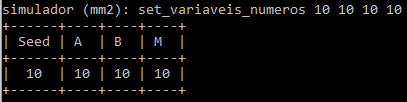 simulador (mm2): set_variaveis_numeros 10 10 10 10
+------+----+----+----+
| Seed | A  | B  | M  |
+------+----+----+----+
|  10  | 10 | 10 | 10 |
+------+----+----+----+